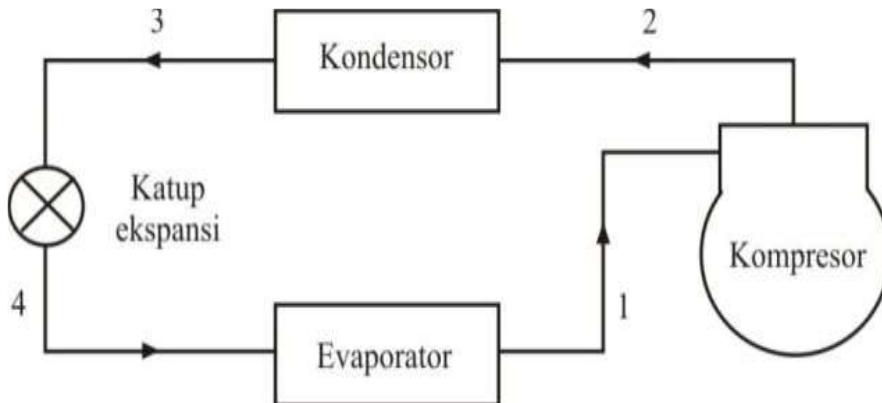 3
2
Kondensor
Katup
ekspansi
Kompresor
4
1
Evaporator